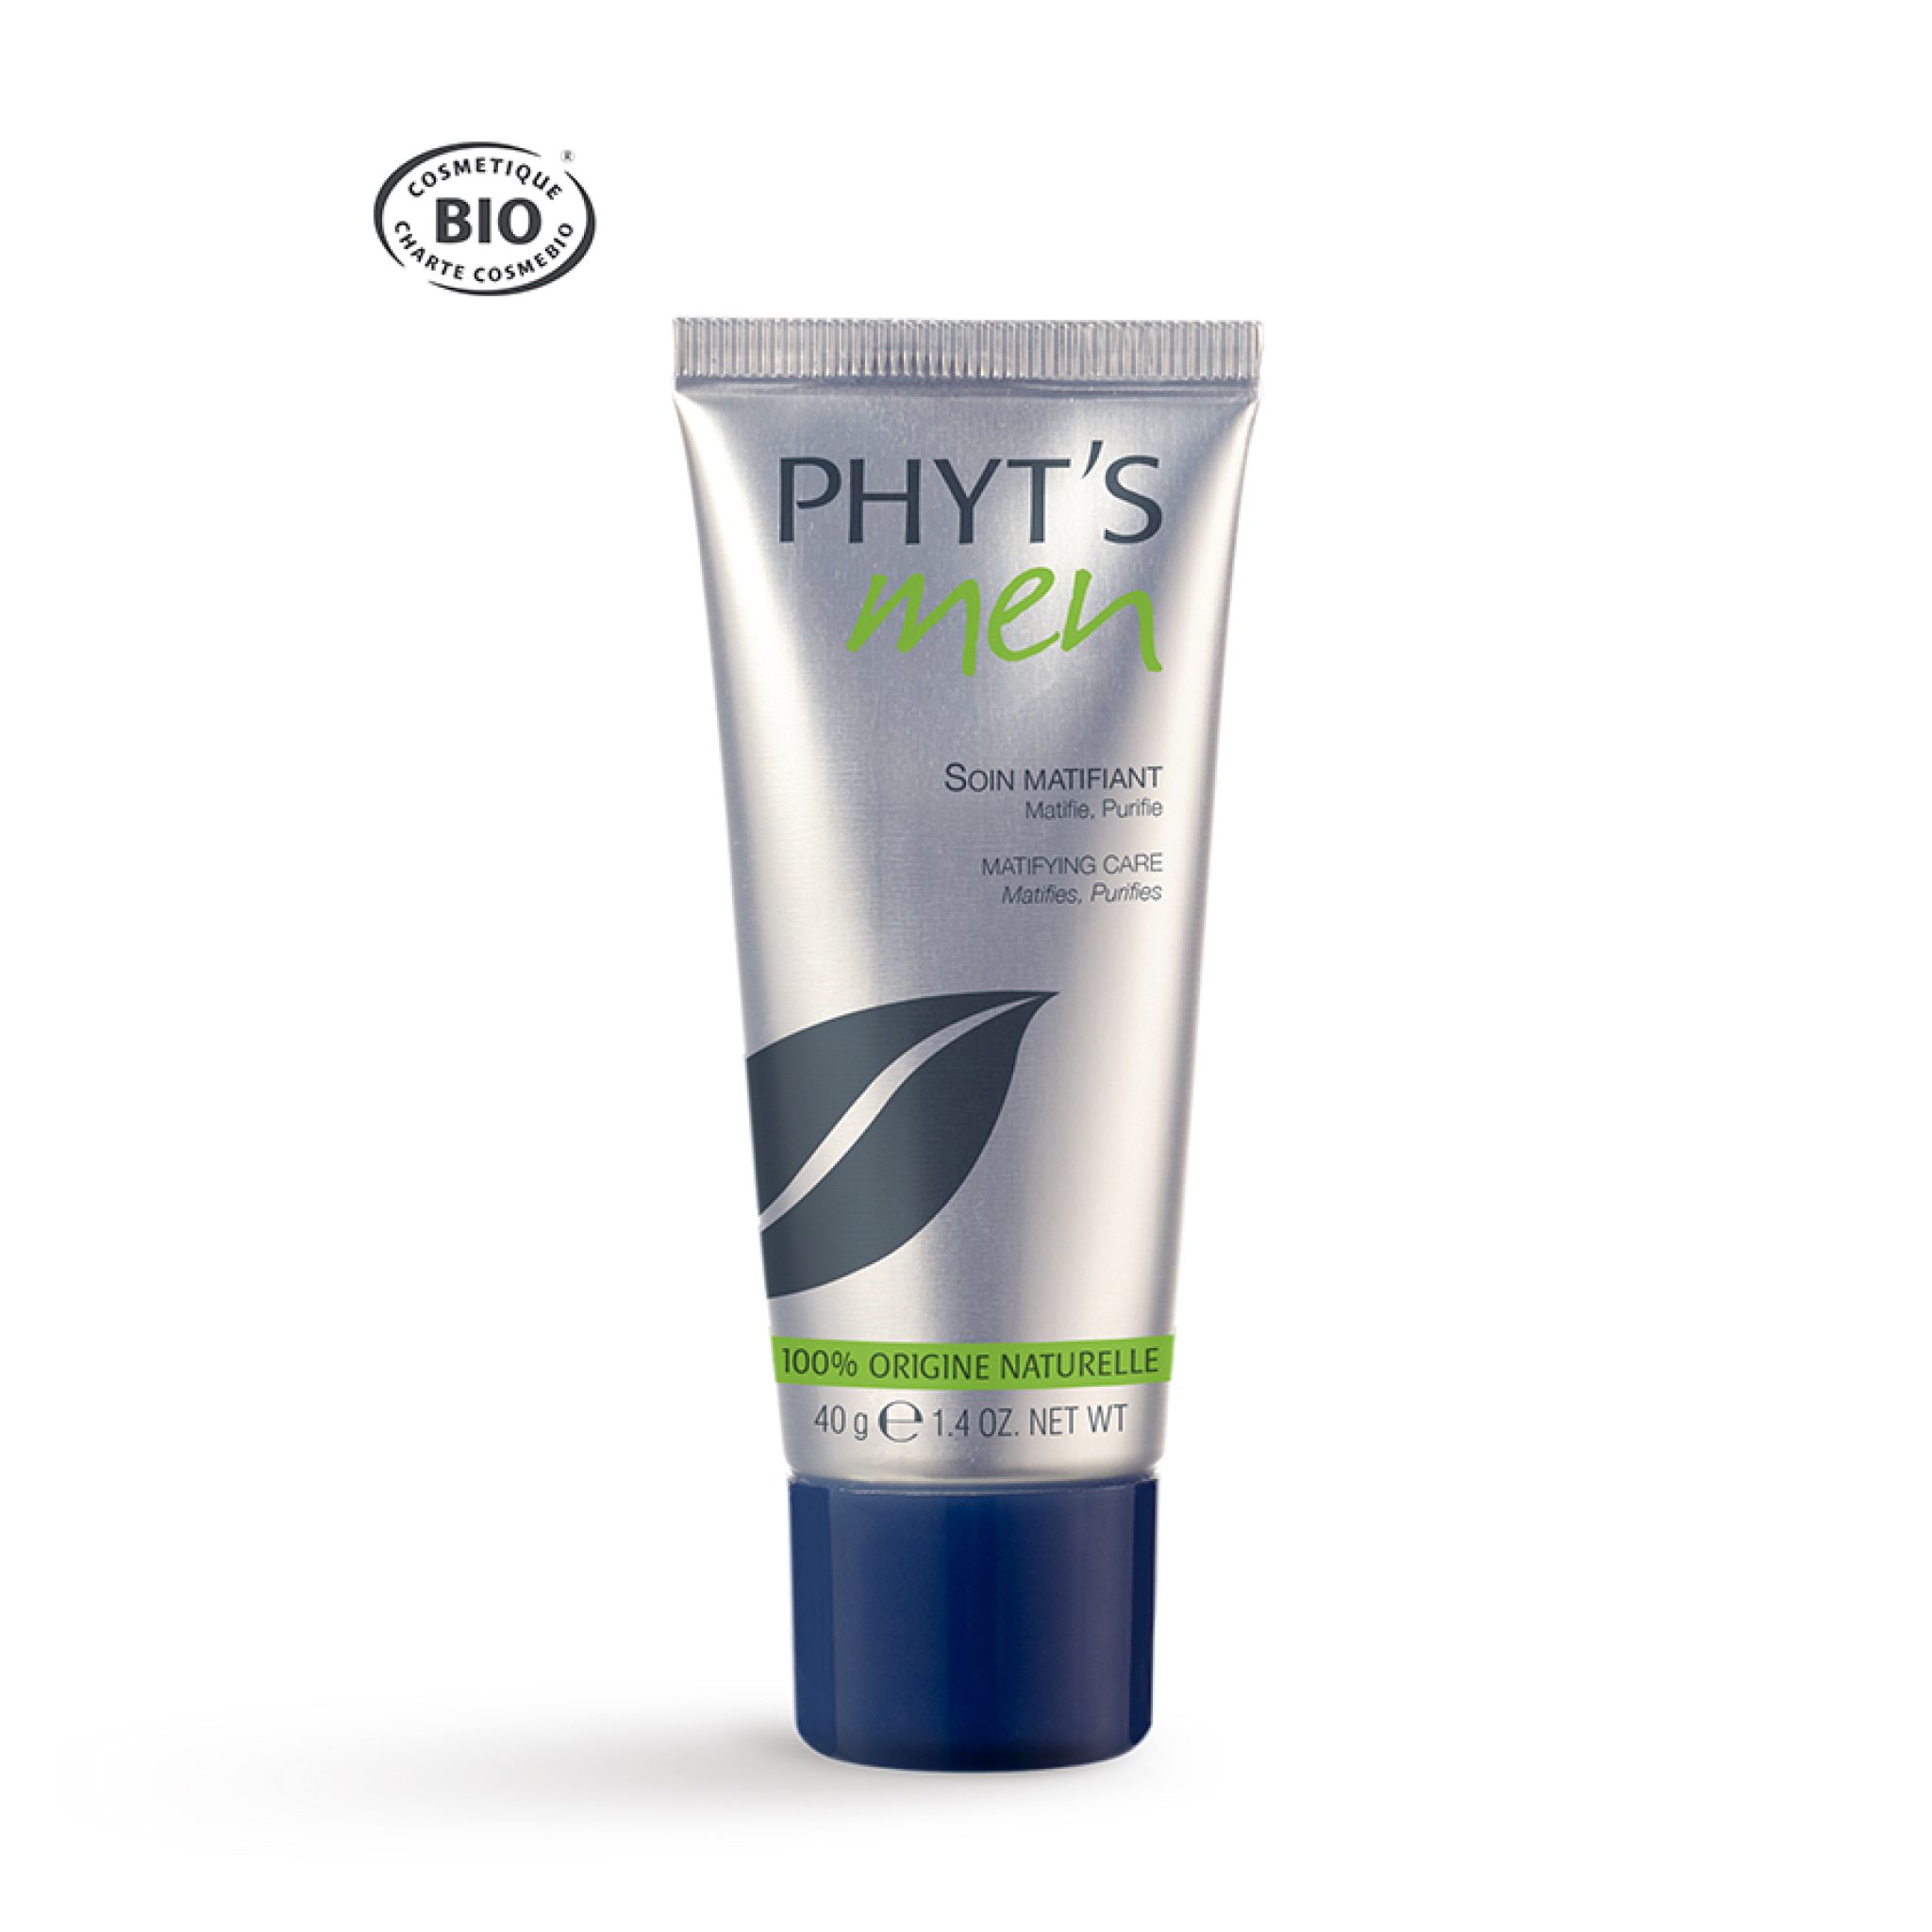 COSMETIQUE ®
BIO
CHARTE COSMEBIO
PHYT'S
men
SOIN MATIFIANT
Matifie, Purifie
MATIFYING CARE
Matifies, Purifies
100% ORIGINE NATURELLE
40 g ℮ 1.4 OZ. NET WT